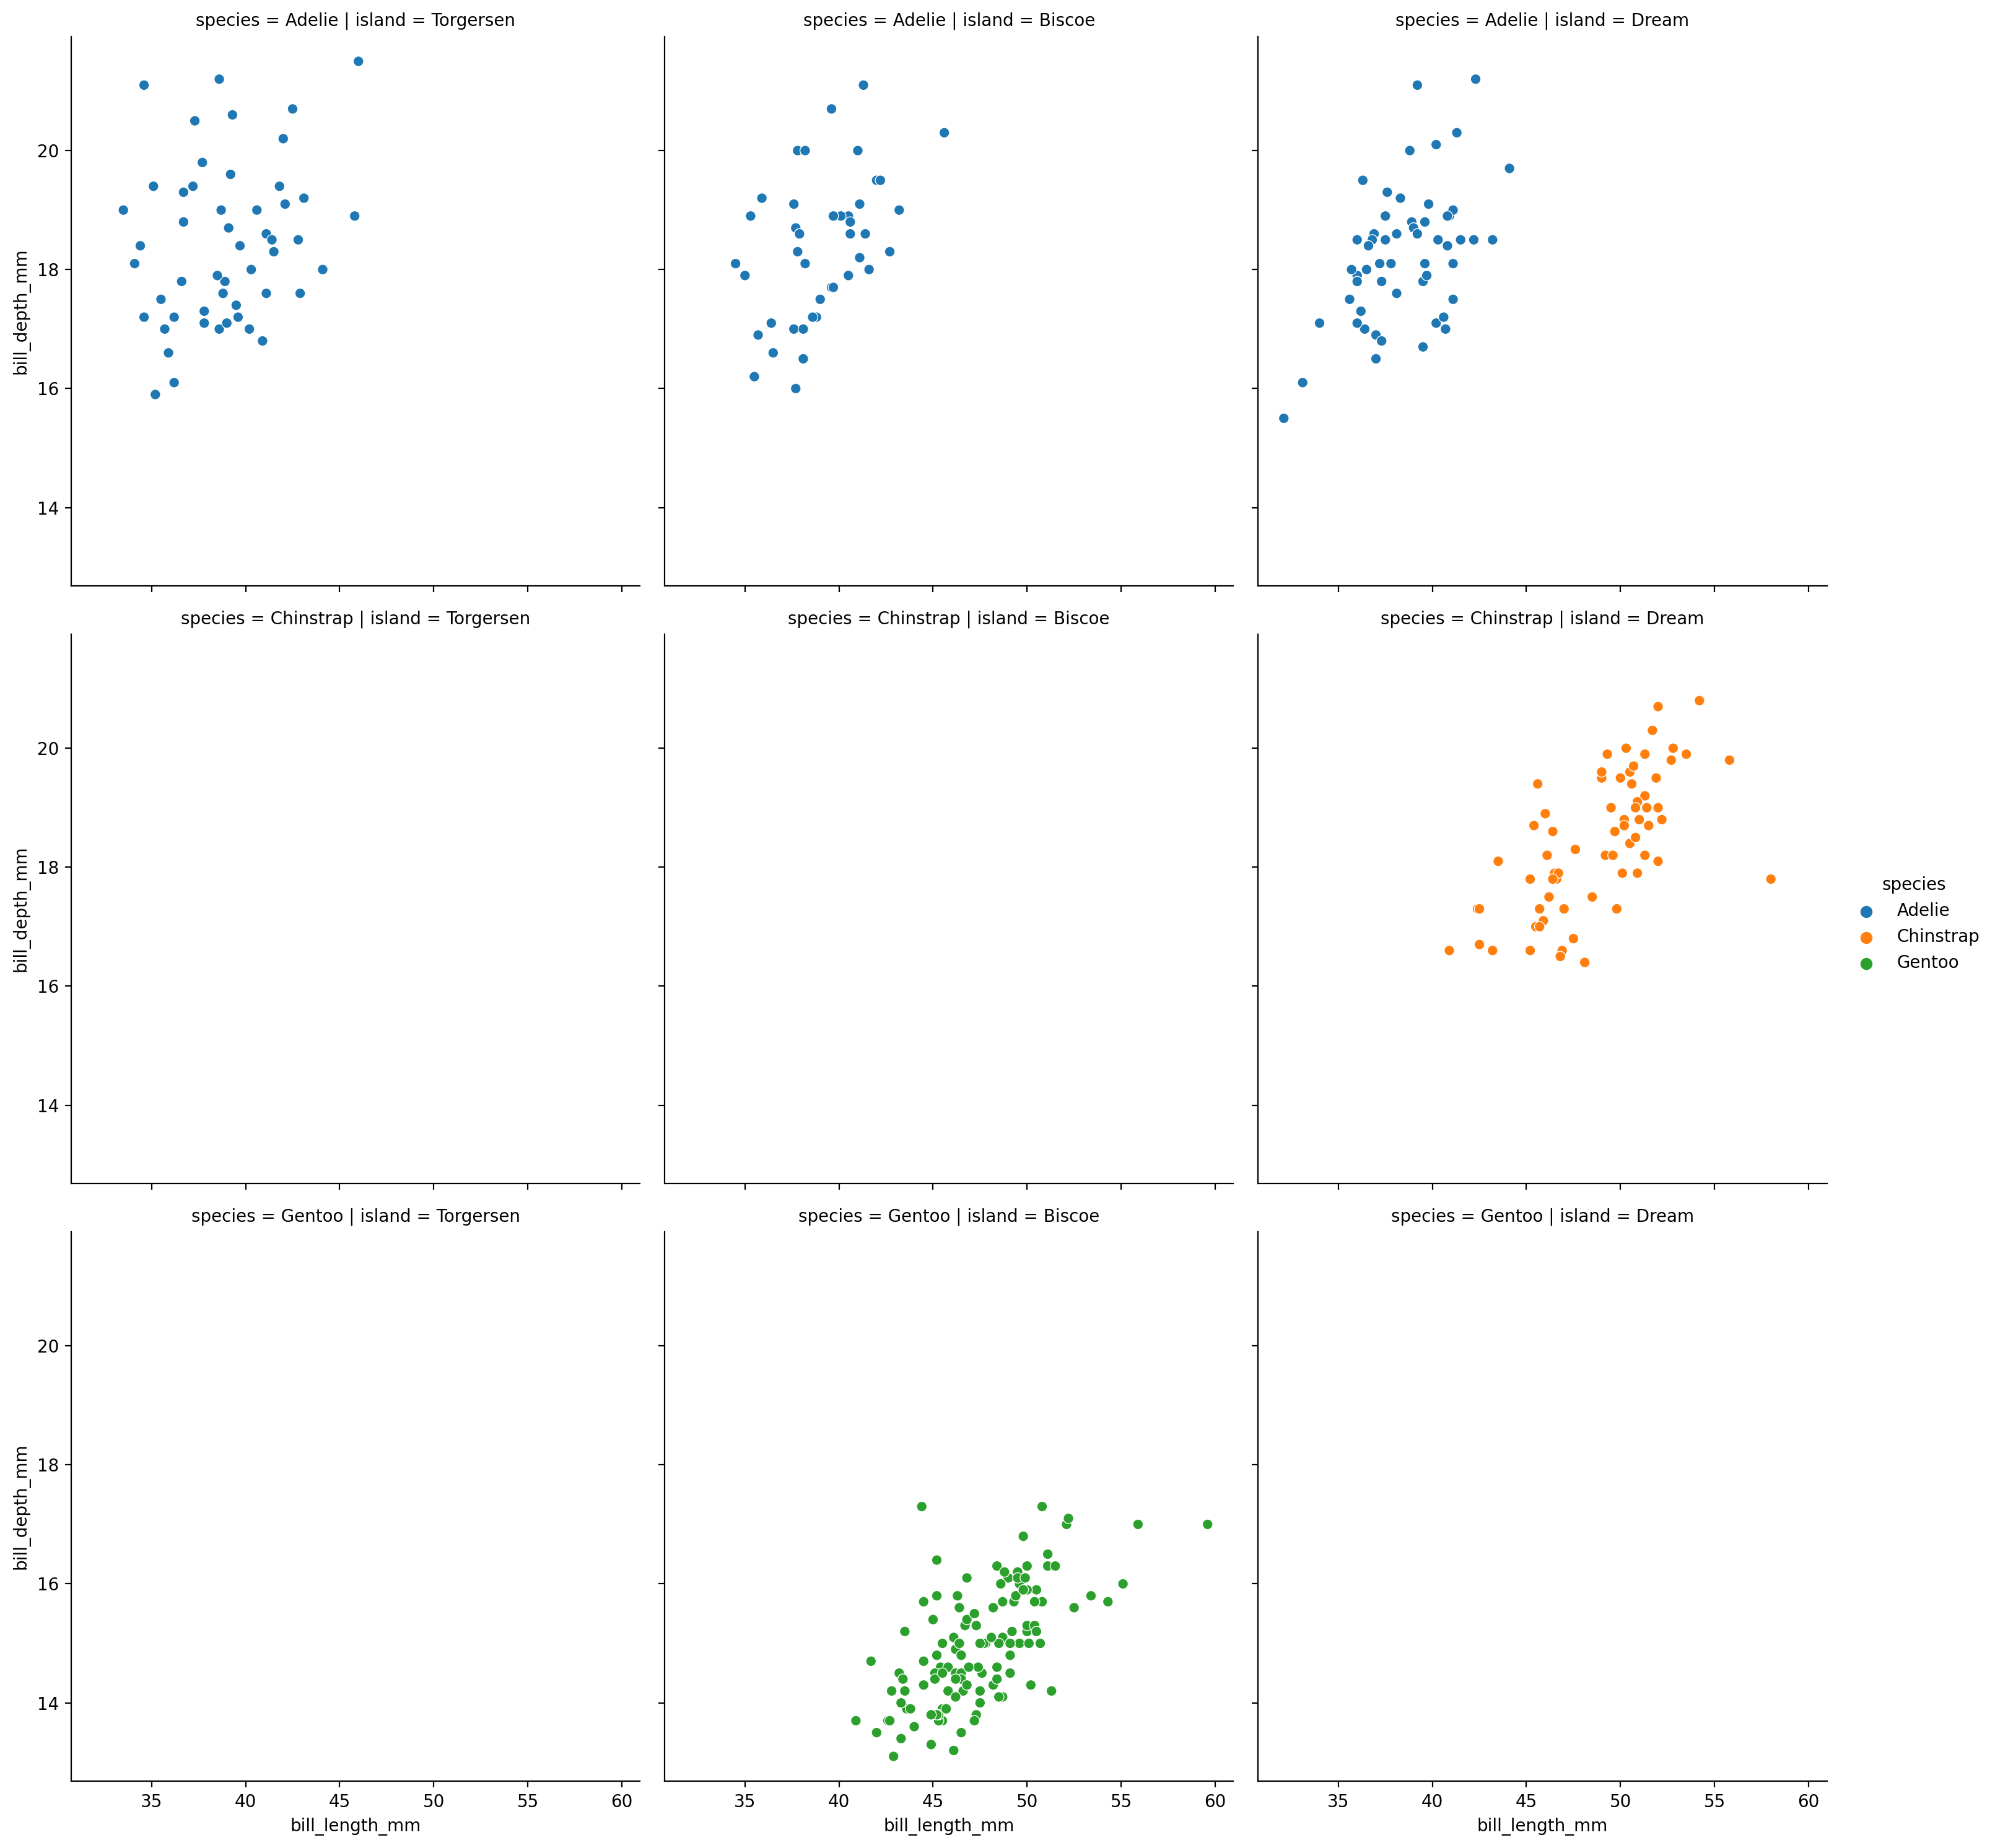 species = Adelie | island = Torgersen
species = Adelie | island = Biscoe
species = Adelie | island = Dream
bill_depth_mm
20
18
16
14
species = Chinstrap | island = Torgersen
species = Chinstrap | island = Biscoe
species = Chinstrap | island = Dream
bill_depth_mm
20
18
16
14
species
Adelie
Chinstrap
Gentoo
species = Gentoo | island = Torgersen
species = Gentoo | island = Biscoe
species = Gentoo | island = Dream
bill_depth_mm
20
18
16
14
35 40 45 50 55 60
35 40 45 50 55 60
35 40 45 50 55 60
bill_length_mm
bill_length_mm
bill_length_mm